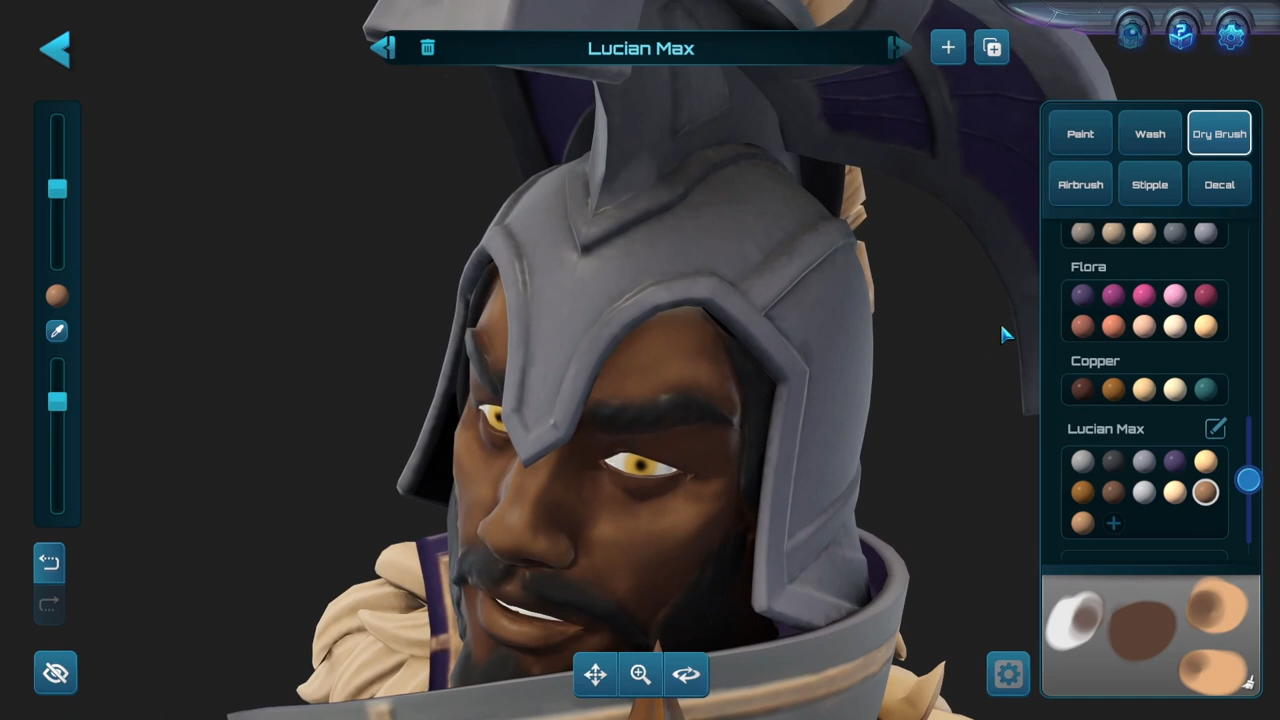 Lucian Max
Paint
Wash
Dry Brush
Airbrush
Stipple
Decal
Flora
Copper
Lucian Max